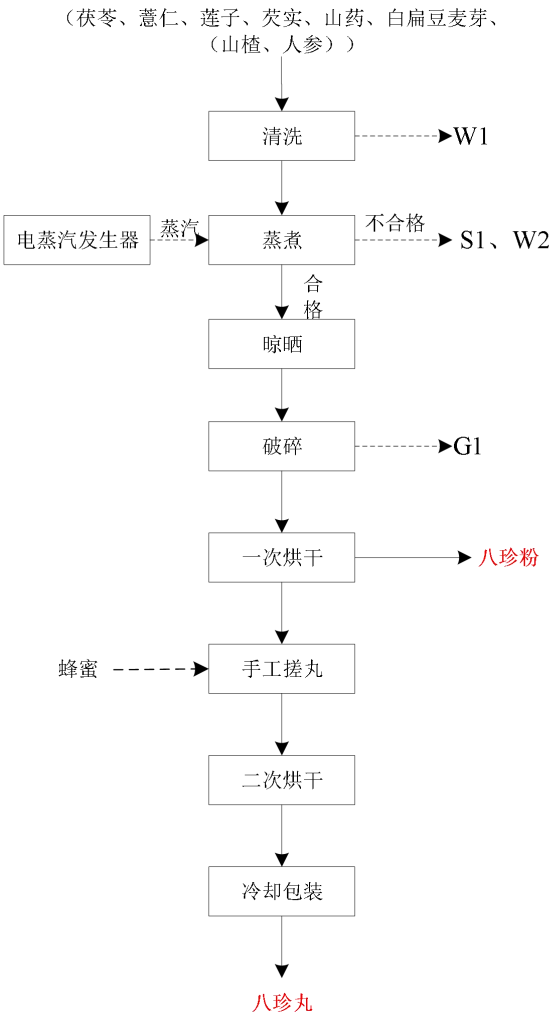 （茯苓、薏仁、莲子、芡实、山药、白扁豆麦芽、
（山楂、人参））
清洗
W1
电蒸汽发生器
蒸汽
蒸煮
不合格
S1、W2
合
格
晾晒
破碎
G1
一次烘干
八珍粉
蜂蜜
手工搓丸
二次烘干
冷却包装
八珍丸